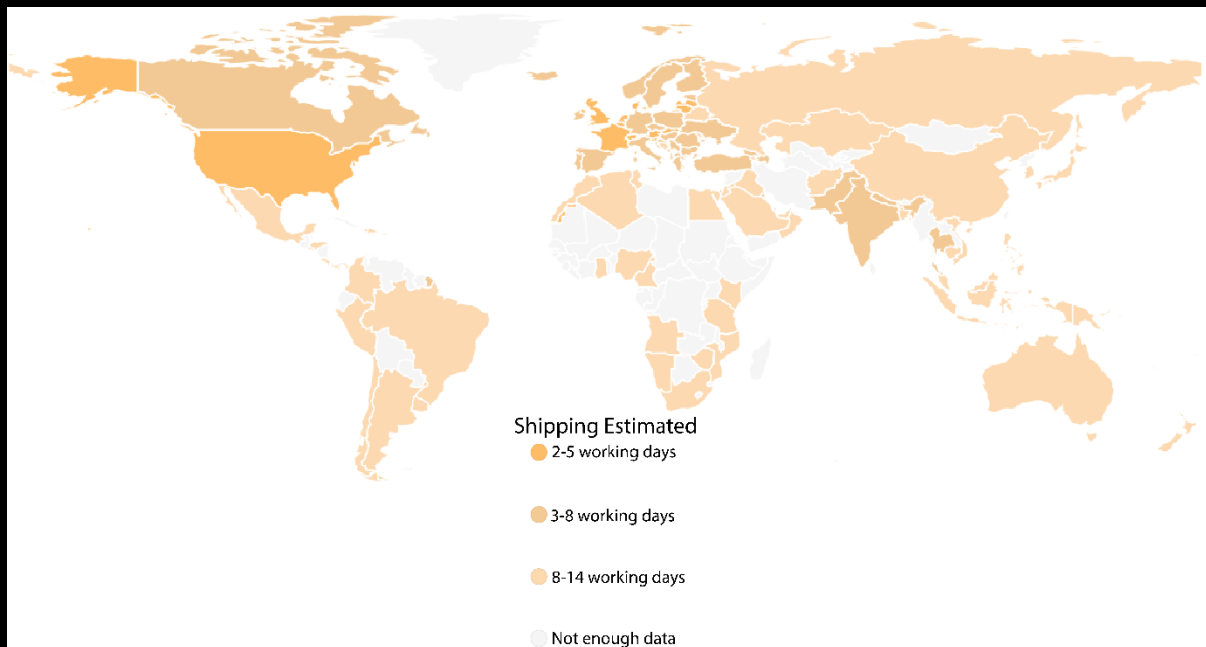 Shipping Estimated
2-5 working days
3-8 working days
8-14 working days
Not enough data